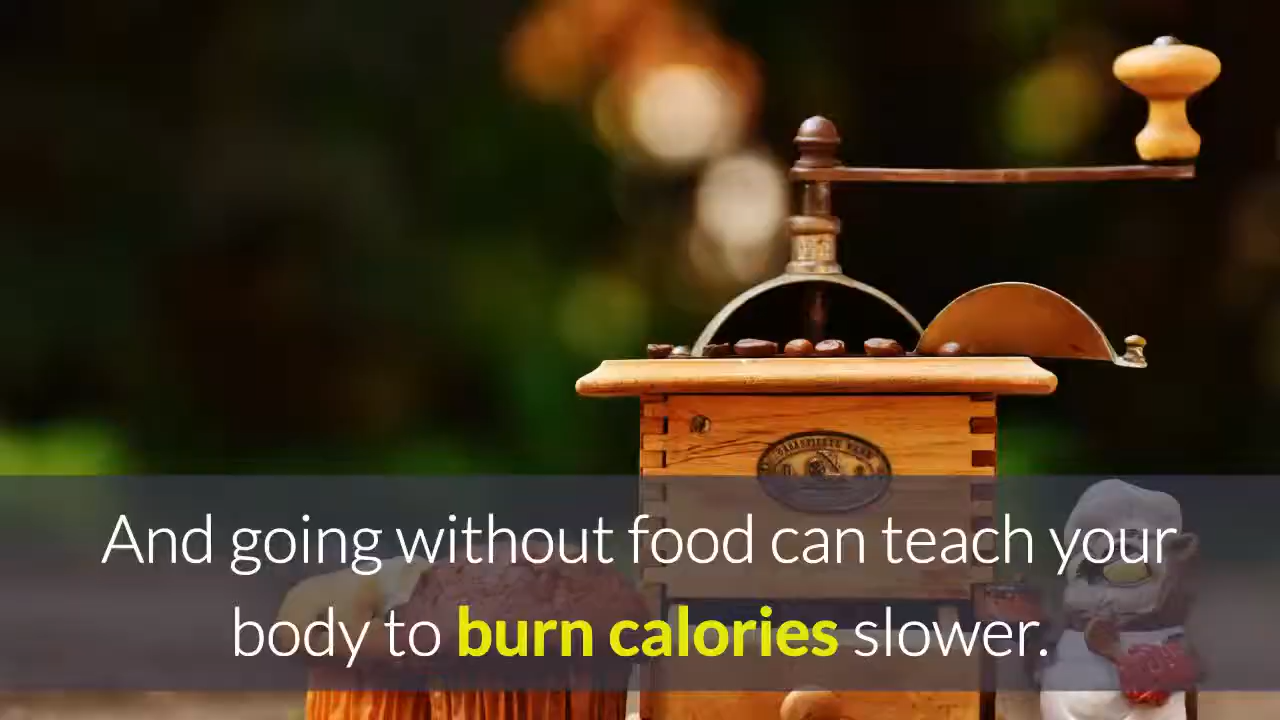 And going without food can teach your
body to burn calories slower.